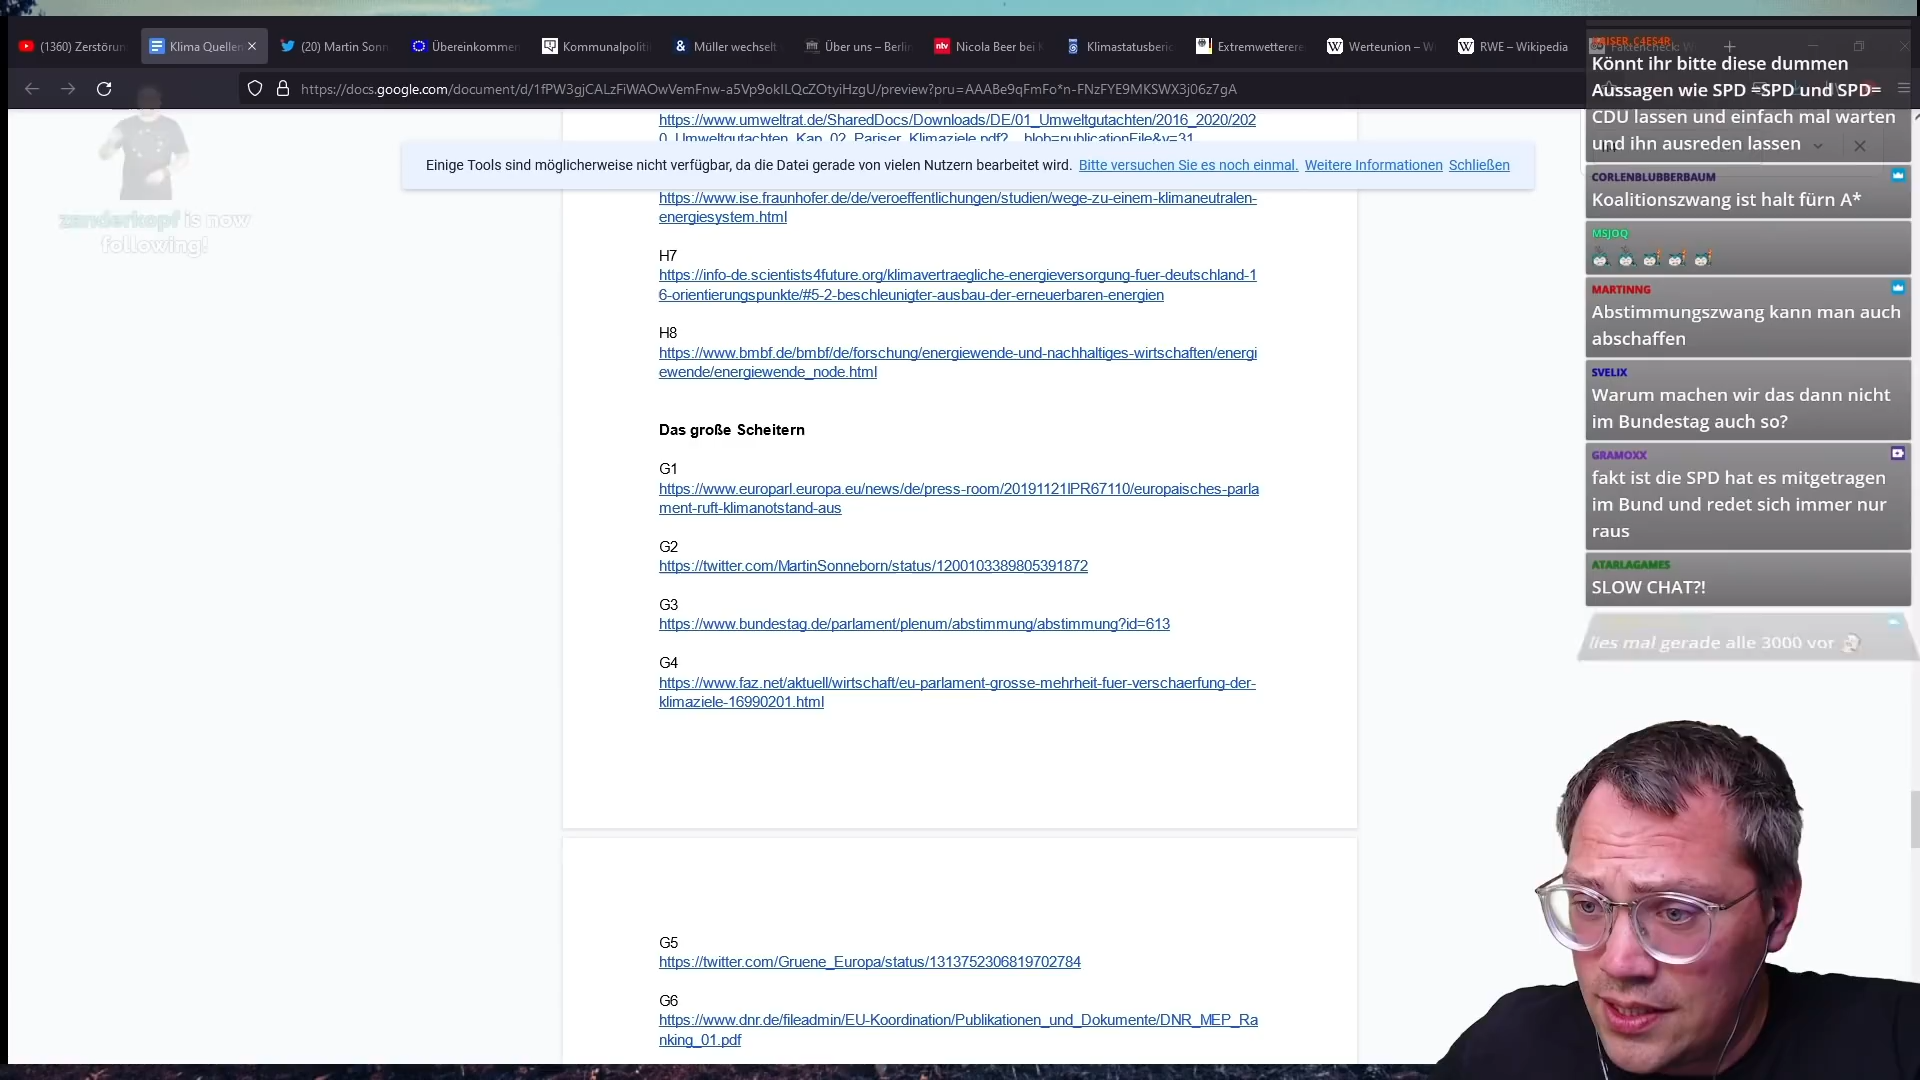 (1360) Zerstörun
Klima Quellen
(20) Martin Sonn
Übereinkommen
Kommunalpoliti
Müller wechselt
Über uns – Berlin
Nicola Beer bei
Klimastatusberic
Extremwetterere
Werteunion – W
RWE – Wikipedia
Faktencheck: W
https://docs.google.com/document/d/1fPW3gjCALzFiWAOwVemFnw-a5Vp9okILQcZOtyiHzgU/preview?pru=AAABe9qFmFo*n-FNzFYE9MKSWX3j06z7gA
zanderkopf is now
following!
https://www.umweltrat.de/SharedDocs/Downloads/DE/01_Umweltgutachten/2016_2020/202
0_Umweltgutachten_Kap_02_Pariser_Klimaziele.pdf?__blob=publicationFile&v=31
Einige Tools sind möglicherweise nicht verfügbar, da die Datei gerade von vielen Nutzern bearbeitet wird. Bitte versuchen Sie es noch einmal. Weitere Informationen Schließen
https://www.ise.fraunhofer.de/de/veroeffentlichungen/studien/wege-zu-einem-klimaneutralen-
energiesystem.html
H7
https://info-de.scientists4future.org/klimavertraegliche-energieversorgung-fuer-deutschland-1
6-orientierungspunkte/#5-2-beschleunigter-ausbau-der-erneuerbaren-energien
H8
https://www.bmbf.de/bmbf/de/forschung/energiewende-und-nachhaltiges-wirtschaften/energi
ewende/energiewende_node.html
Das große Scheitern
G1
https://www.europarl.europa.eu/news/de/press-room/20191121IPR67110/europaisches-parla
ment-ruft-klimanotstand-aus
G2
https://twitter.com/MartinSonneborn/status/1200103389805391872
G3
https://www.bundestag.de/parlament/plenum/abstimmung/abstimmung?id=613
G4
https://www.faz.net/aktuell/wirtschaft/eu-parlament-grosse-mehrheit-fuer-verschaerfung-der-
klimaziele-16990201.html
G5
https://twitter.com/Gruene_Europa/status/1313752306819702784
G6
https://www.dnr.de/fileadmin/EU-Koordination/Publikationen_und_Dokumente/DNR_MEP_Ra
nking_01.pdf
KAISER_C4ES4R
Könnt ihr bitte diese dummen
Aussagen wie SPD =SPD und SPD=
CDU lassen und einfach mal warten
und ihn ausreden lassen
CORLENBLUBBERBAUM
Koalitionszwang ist halt fürn A*
MSJOQ
MARTINNG
Abstimmungszwang kann man auch
abschaffen
SVELIX
Warum machen wir das dann nicht
im Bundestag auch so?
GRAMOXX
fakt ist die SPD hat es mitgetragen
im Bund und redet sich immer nur
raus
ATARLAGAMES
SLOW CHAT?!
lies mal gerade alle 3000 vor